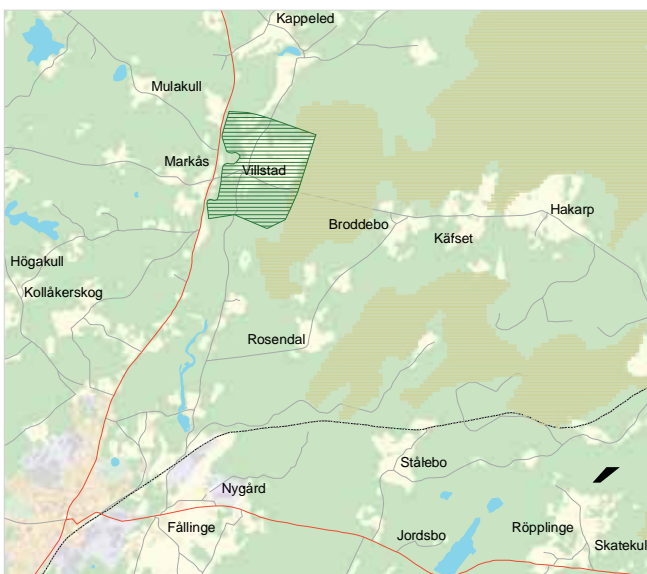 Kappeled
Mulakull
Markås
Villstad
Hakarp
Broddebo
Käfset
Högakull
Kollåkerskog
Rosendal
Stålebo
Nygård
Fållinge
Jordsbo
Röpplinge
Skatekul